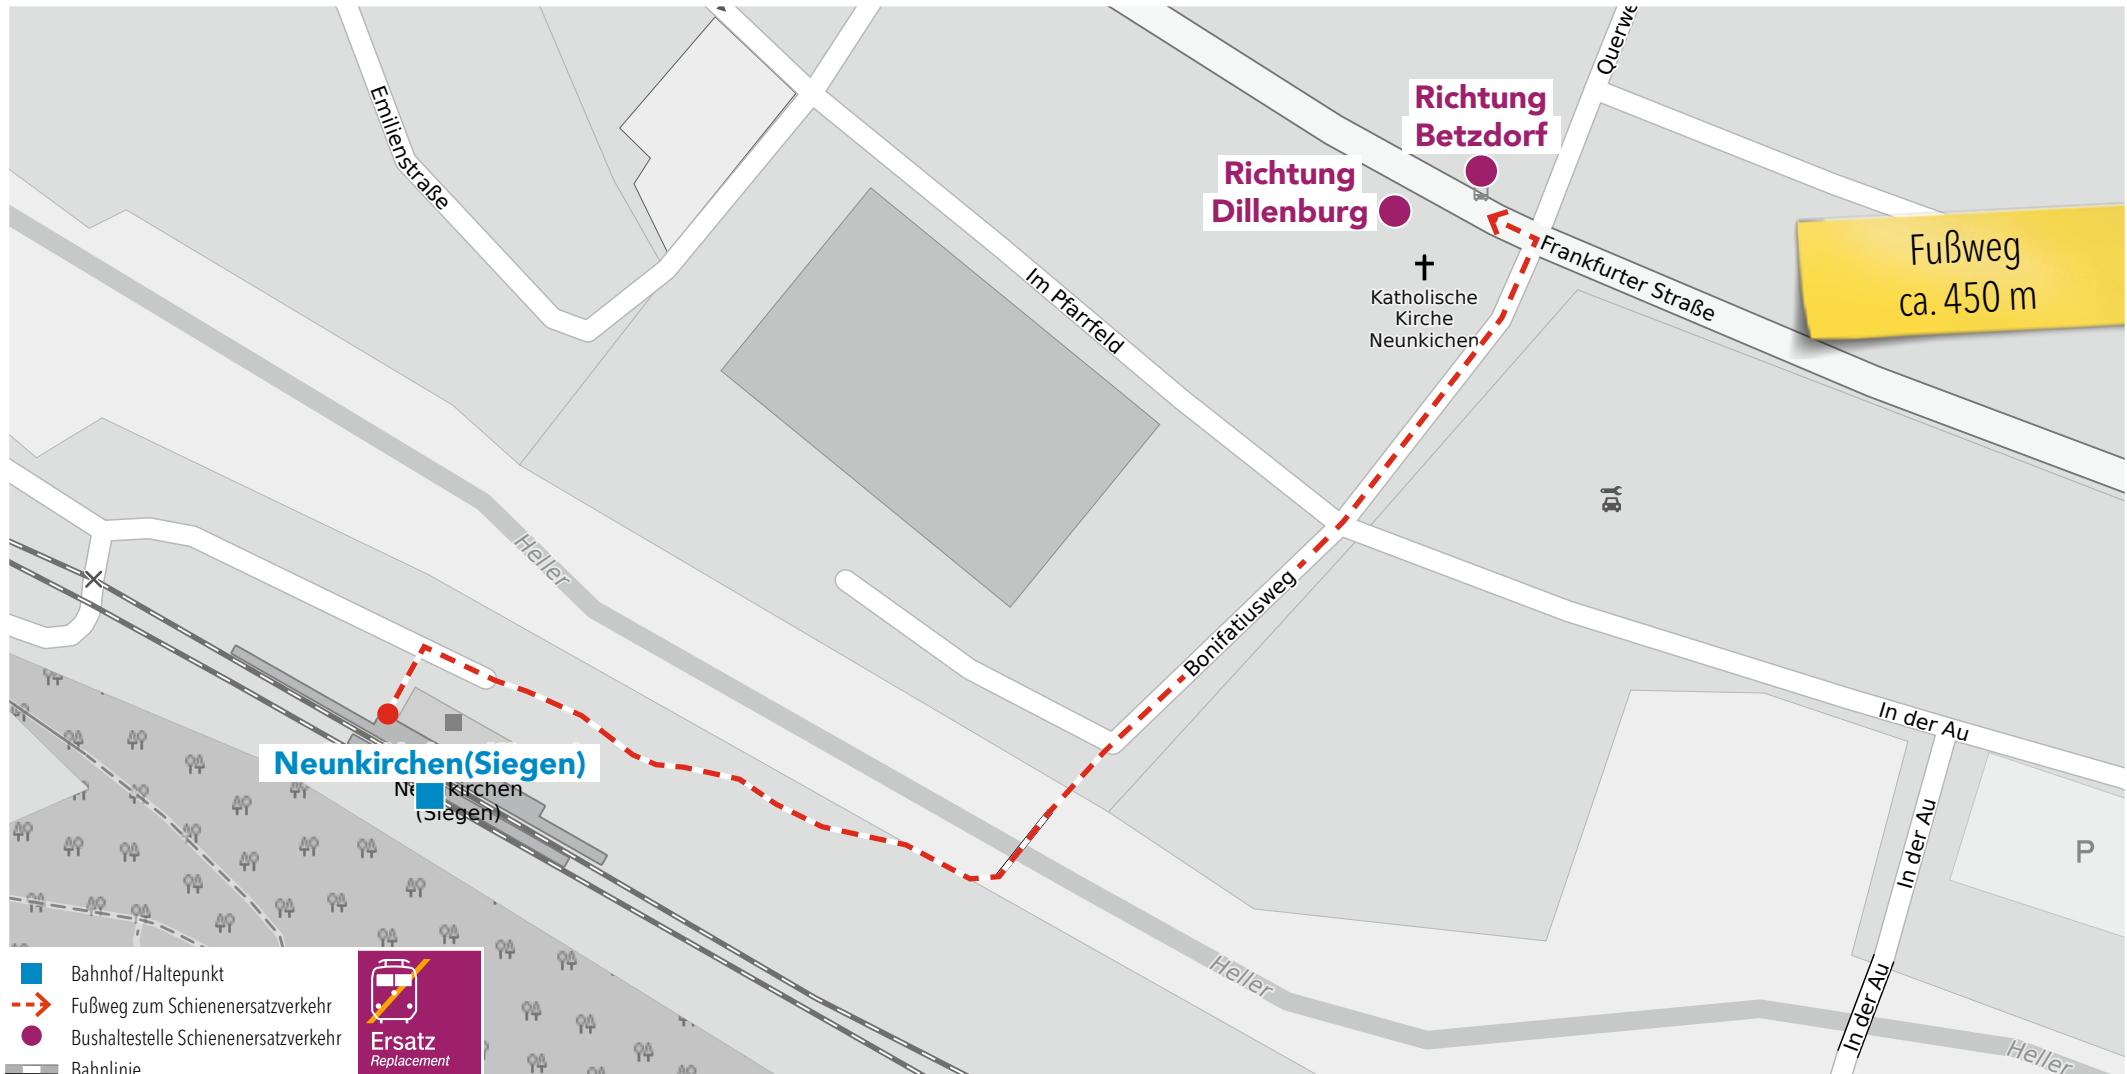 Querwe
Richtung
Betzdorf
Richtung
Dillenburg
Emilienstraße
Frankfurter Straße
Fußweg
ca. 450 m
Katholische
Kirche
Neunkichen
Im Pfarrfeld
Heller
Bonifatiusweg
In der Au
Neunkirchen(Siegen)
Ne kirchen
(Siegen)
In der Au
P
Heller
In der Au
Heller
Bahnhof/Haltepunkt
Fußweg zum Schienenersatzverkehr
Bushaltestelle Schienenersatzverkehr
Bahnlinie
Ersatz
Replacement